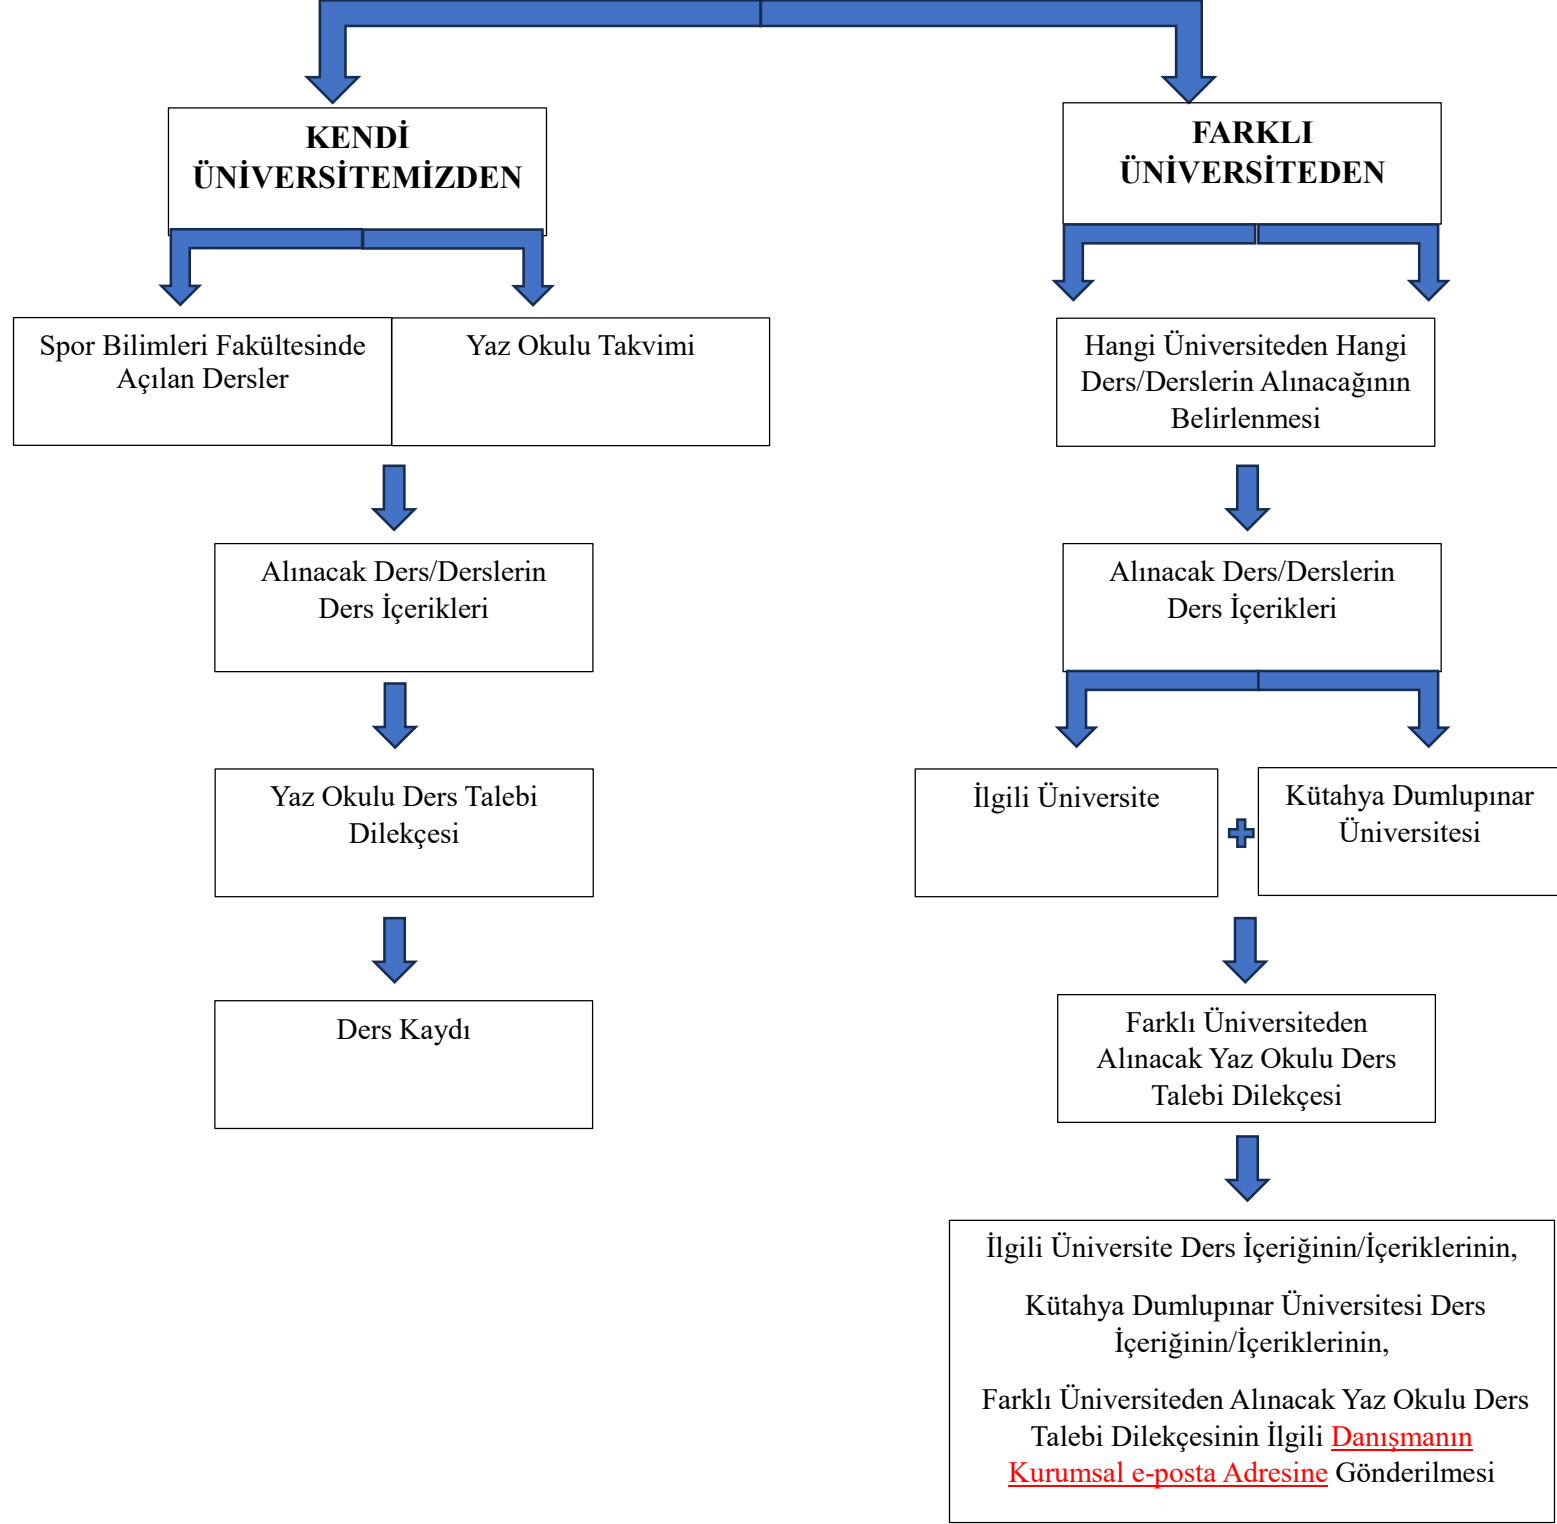 KENDİ
ÜNİVERSİTEMİZDEN
FARKLI
ÜNİVERSİTEDEN
Spor Bilimleri Fakültesinde
Açılan Dersler
Yaz Okulu Takvimi
Hangi Üniversiteden Hangi
Ders/Derslerin Alınacağının
Belirlenmesi
Alınacak Ders/Derslerin
Ders İçerikleri
Alınacak Ders/Derslerin
Ders İçerikleri
Yaz Okulu Ders Talebi
Dilekçesi
İlgili Üniversite
Kütahya Dumlupınar
Üniversitesi
Ders Kaydı
Farklı Üniversiteden
Alınacak Yaz Okulu Ders
Talebi Dilekçesi
İlgili Üniversite Ders İçeriğinin/İçeriklerinin,
Kütahya Dumlupınar Üniversitesi Ders
İçeriğinin/İçeriklerinin,
Farklı Üniversiteden Alınacak Yaz Okulu Ders
Talebi Dilekçesinin İlgili Danışmanın
Kurumsal e-posta Adresine Gönderilmesi